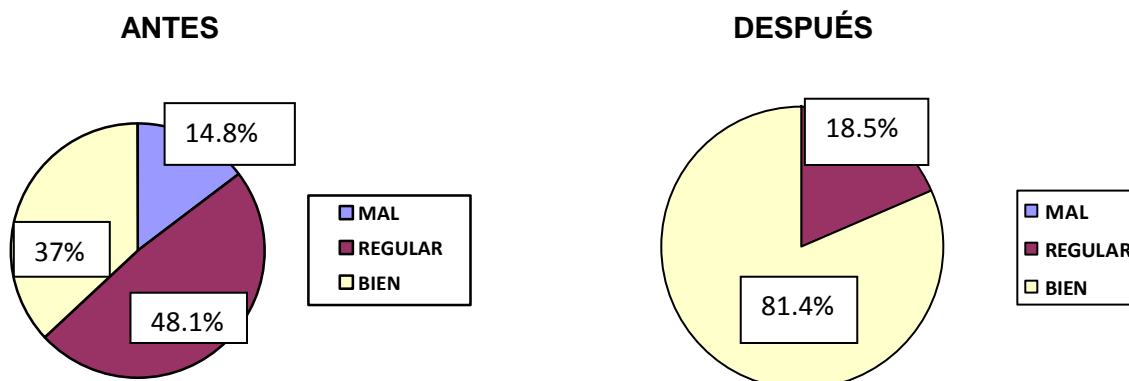 ANTES
14.8%
37%
48.1%
MAL
REGULAR
BIEN
DESPUÉS
18.5%
81.4%
MAL
REGULAR
BIEN